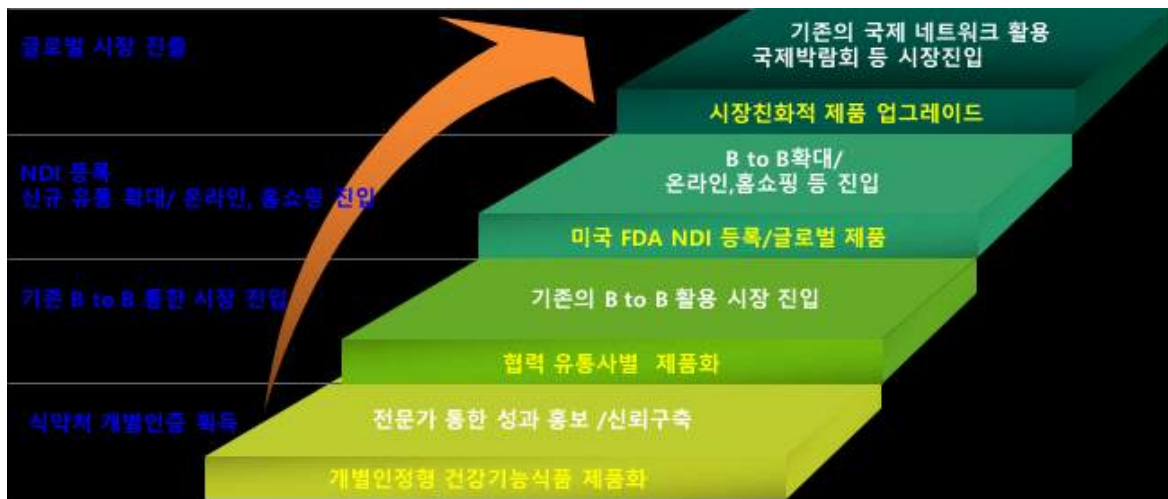 글로벌 시장 진출
기존의 국제 네트워크 활용
국제박람회 등 시장진입
시장친화적 제품 업그레이드
NDI 등록
신규 유통 확대/ 온라인, 홈쇼핑 진입
B to B확대/
온라인,홈쇼핑 등 진입
미국 FDA NDI 등록/글로벌 제품
기존 B to B 통한 시장 진입
기존의 B to B 활용 시장 진입
협력 유통사별 제품화
식약처 개별인증 획득
전문가 통한 성과 홍보 /신뢰구축
개별인정형 건강기능식품 제품화